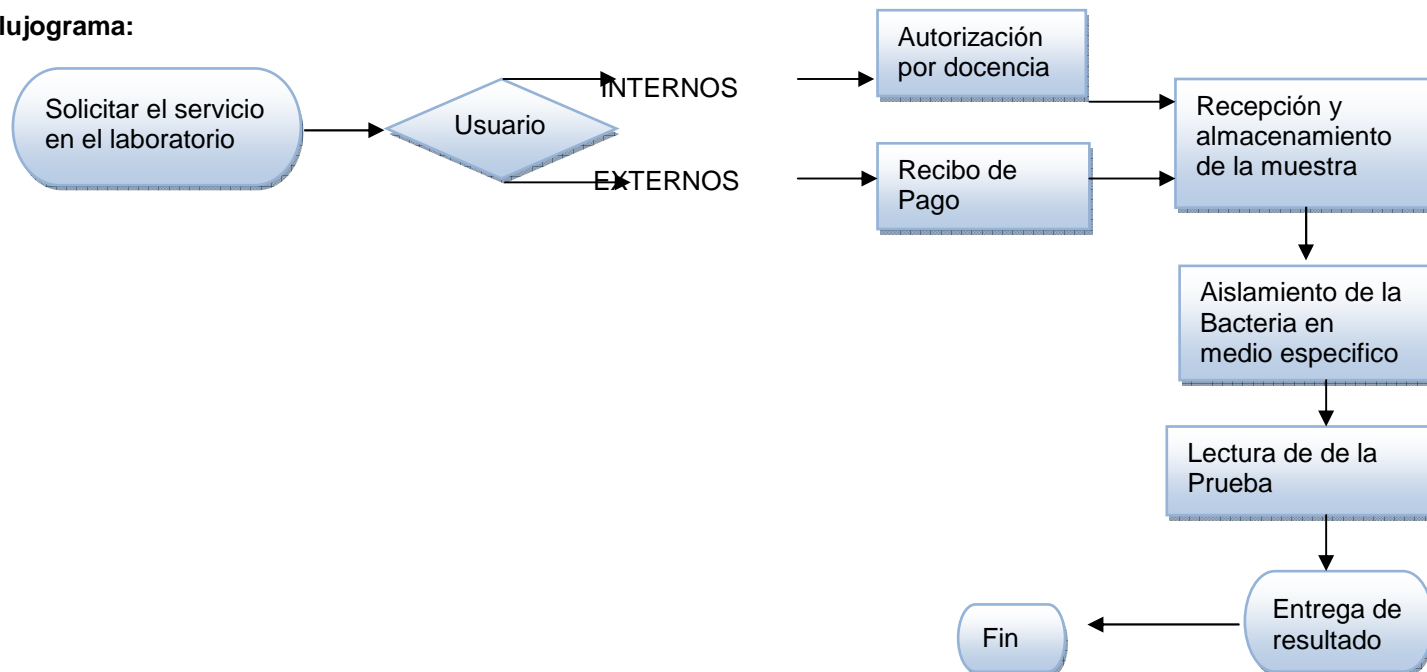 lujograma:
Solicitar el servicio
en el laboratorio
Usuario
INTERNOS
EXTERNOS
Autorización
por docencia
Recibo de
Pago
Recepción y
almacenamiento
de la muestra
Aislamiento de la
Bacteria en
medio especifico
Lectura de de la
Prueba
Entrega de
resultado
Fin